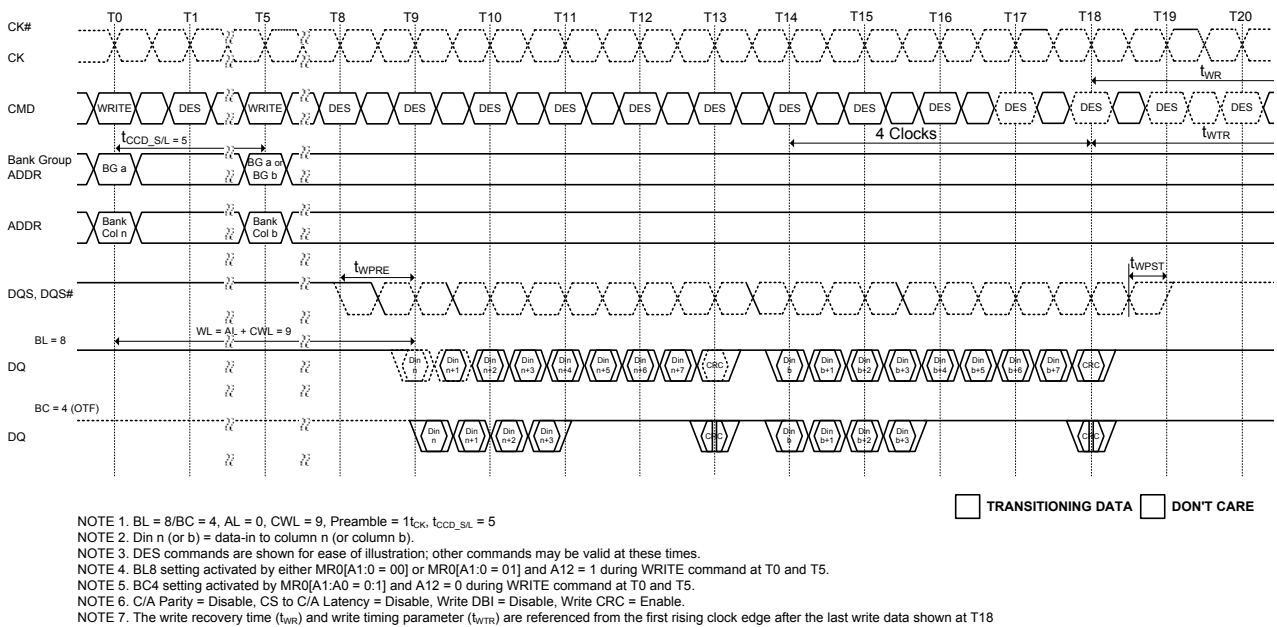 T0 T1 T5 T8 T9 T10 T11 T12 T13 T14 T15 T16 T17 T18 T19 T20
CK#
CK
tWR
CMD
WRITE DES WRITE DES DES DES DES DES DES DES DES DES DES DES DES DES
tCCD_S/L = 5
4 Clocks
tWTR
Bank Group
ADDR
BG a
BG a or
BG b
ADDR
Bank
Col n
Bank
Col b
tWPRE
tWPST
DQS, DQS#
WL = AL + CWL = 9
BL = 8
DQ
Din n Din n+1 Din n+2 Din n+3 Din n+4 Din n+5 Din n+6 Din n+7 CRC Din b Din b+1 Din b+2 Din b+3 Din b+4 Din b+5 Din b+6 Din b+7 CRC
BC = 4 (OTF)
DQ
Din n Din n+1 Din n+2 Din n+3 CRC Din b Din b+1 Din b+2 Din b+3 CRC
TRANSITIONING DATA DON'T CARE
NOTE 1. BL = 8/BC = 4, AL = 0, CWL = 9, Preamble = 1tCK, tCCD_S/L = 5
NOTE 2. Din n (or b) = data-in to column n (or column b).
NOTE 3. DES commands are shown for ease of illustration; other commands may be valid at these times.
NOTE 4. BL8 setting activated by either MR0[A1:0 = 00] or MR0[A1:0 = 01] and A12 = 1 during WRITE command at T0 and T5.
NOTE 5. BC4 setting activated by MR0[A1:A0 = 0:1] and A12 = 0 during WRITE command at T0 and T5.
NOTE 6. C/A Parity = Disable, CS to C/A Latency = Disable, Write DBI = Disable, Write CRC = Enable.
NOTE 7. The write recovery time (tWR) and write timing parameter (tWTR) are referenced from the first rising clock edge after the last write data shown at T18